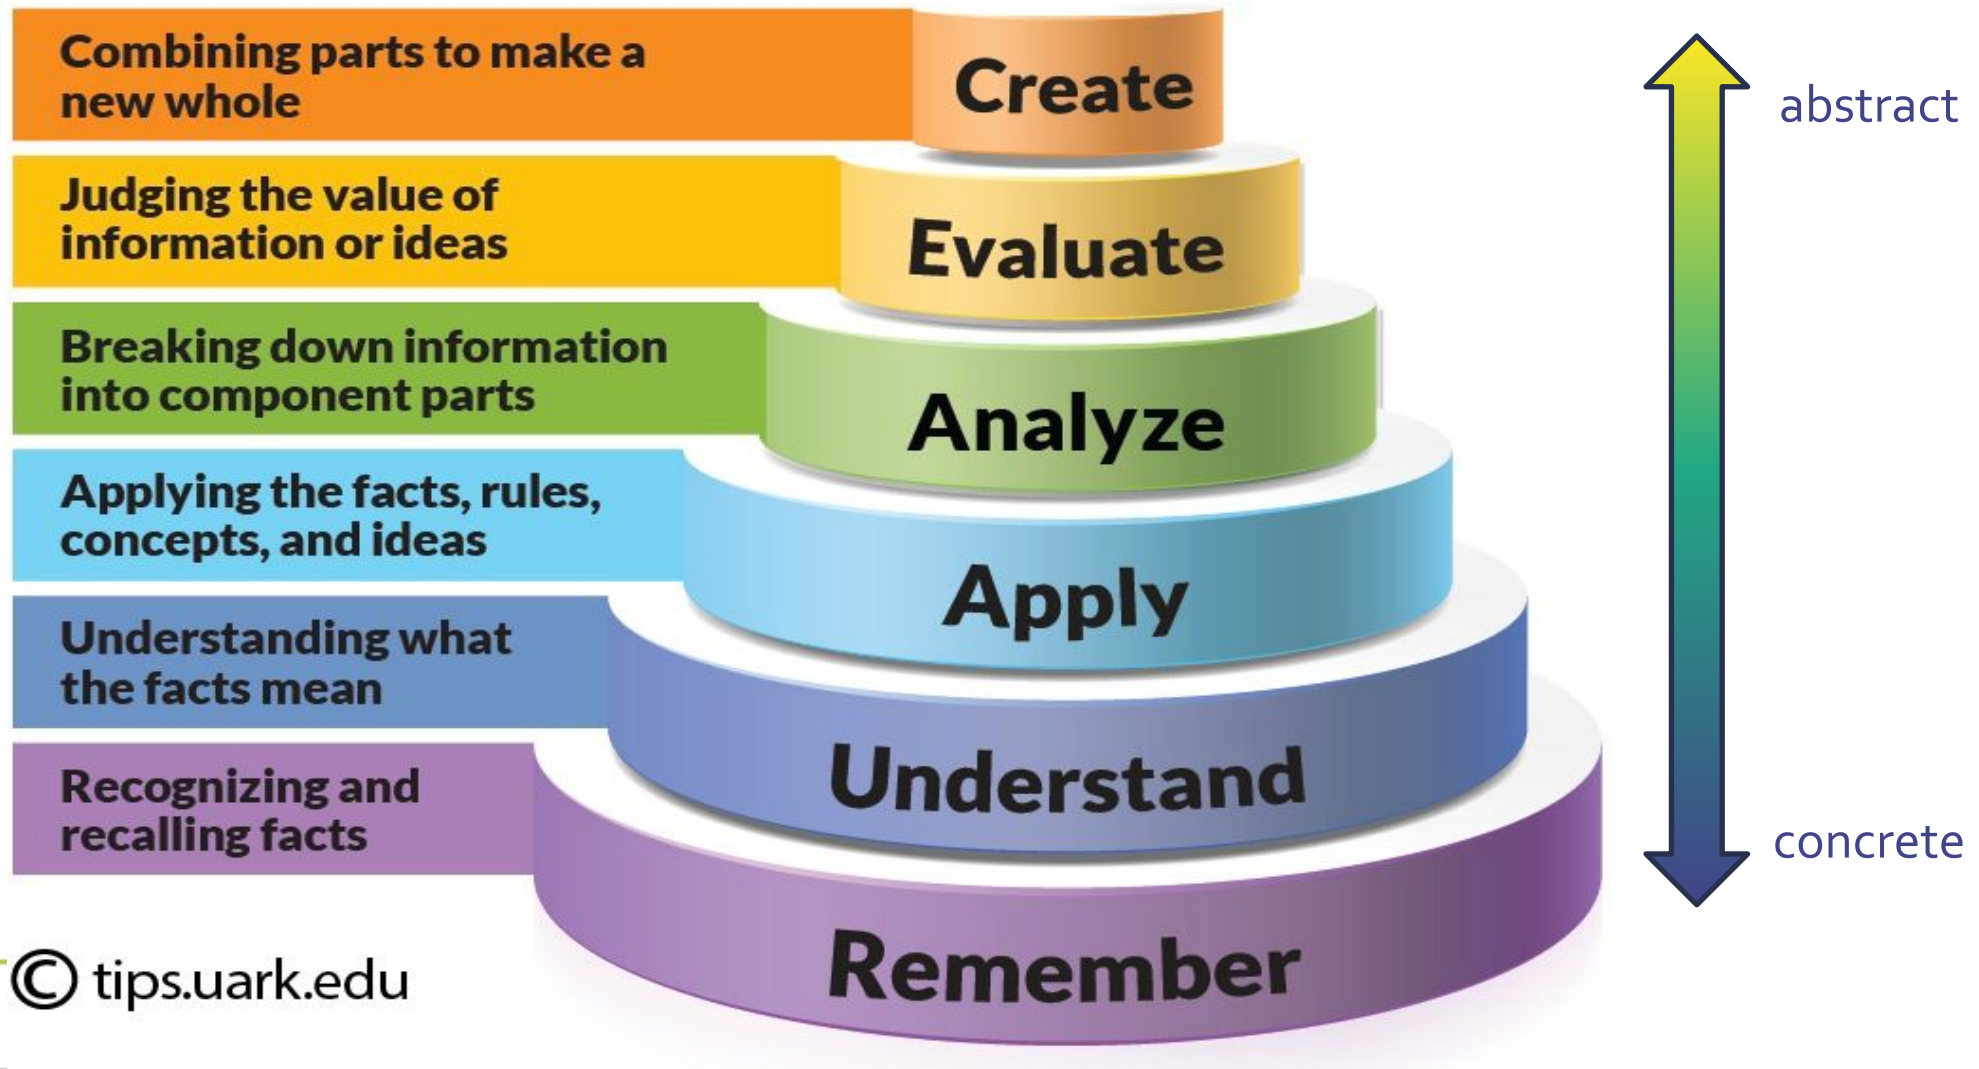 Combining parts to make a
new whole
Create
Judging the value of
information or ideas
Evaluate
Breaking down information
into component parts
Analyze
Applying the facts, rules,
concepts, and ideas
Apply
Understanding what
the facts mean
Understand
Recognizing and
recalling facts
Remember
abstract
concrete
© tips.uark.edu